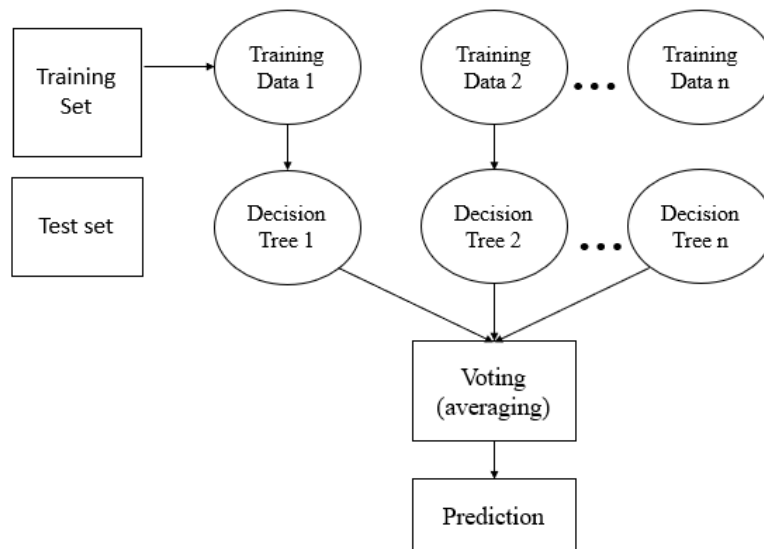 Training
Set
Training
Data 1
Training
Data 2
...
Training
Data n
Test set
Decision
Tree 1
Decision
Tree 2
...
Decision
Tree n
Voting
(averaging)
Prediction